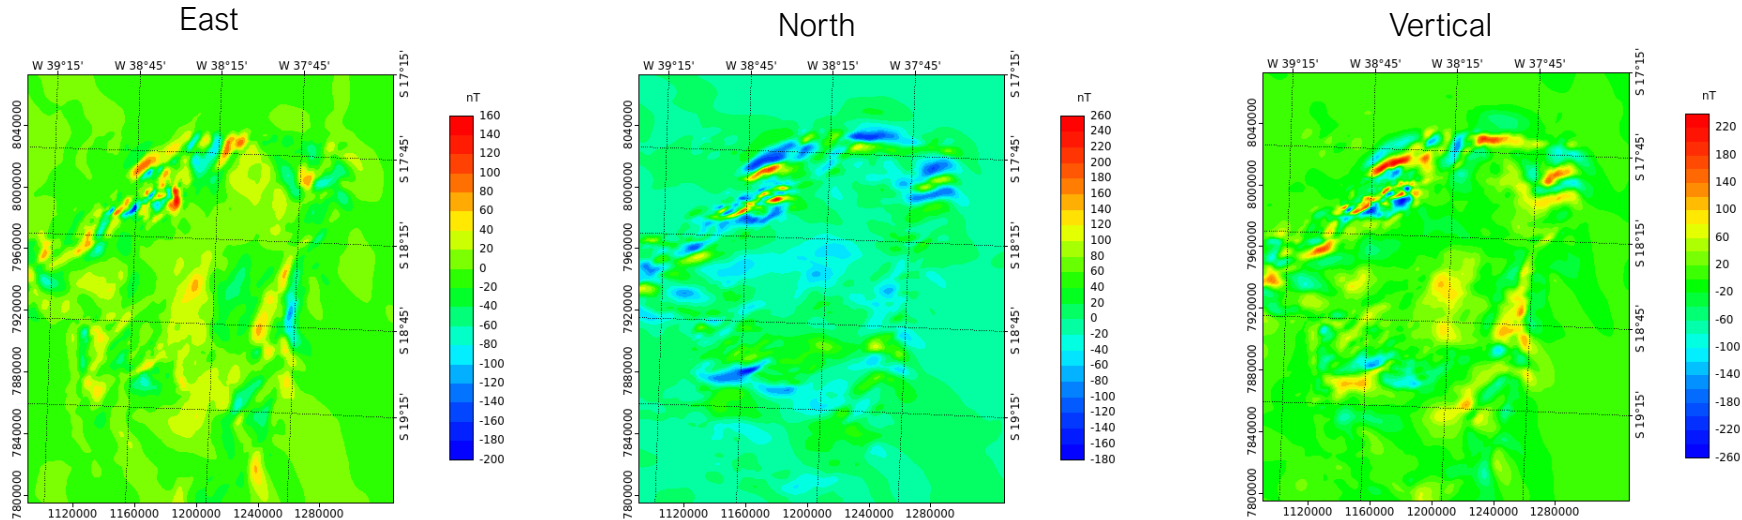 East
W 39°15' W 38°45' W 38°15' W 37°45'
S 17°15'
S 17°45'
S 18°15'
S 18°45'
S 19°15'
8040000
8000000
7960000
7920000
7880000
7840000
7800000
1120000 1160000 1200000 1240000 1280000
nT
160
140
120
100
80
60
40
20
0
-20
-40
-60
-80
-100
-120
-140
-160
-180
-200
North
W 39°15' W 38°45' W 38°15' W 37°45'
S 17°15'
S 17°45'
S 18°15'
S 18°45'
S 19°15'
8040000
8000000
7960000
7920000
7880000
7840000
7800000
1120000 1160000 1200000 1240000 1280000
nT
260
240
220
200
180
160
140
120
100
80
60
40
20
0
-20
-40
-60
-80
-100
-120
-140
-160
-180
Vertical
W 39°15' W 38°45' W 38°15' W 37°45'
S 17°15'
S 17°45'
S 18°15'
S 18°45'
S 19°15'
8040000
8000000
7960000
7920000
7880000
7840000
7800000
1120000 1160000 1200000 1240000 1280000
nT
220
180
140
100
60
20
-20
-60
-100
-140
-180
-220
-260